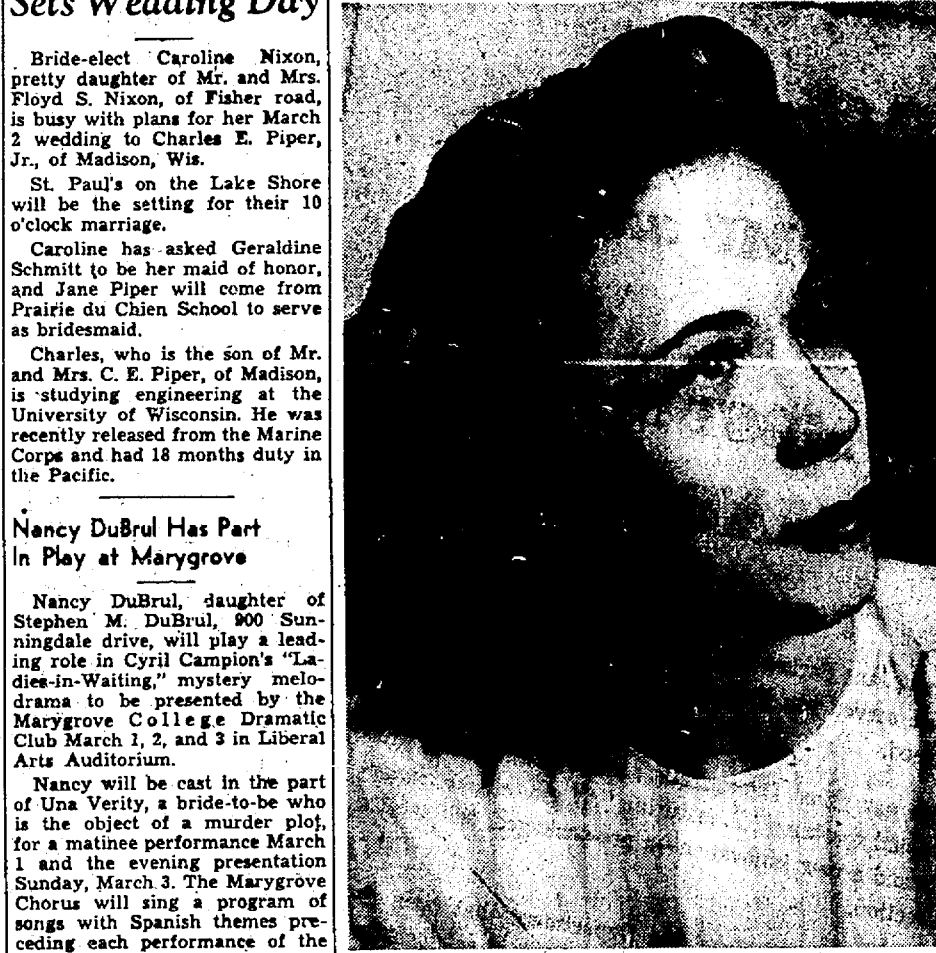 Sets Wedding Day
Bride-elect Caroline Nixon,
pretty daughter of Mr. and Mrs.
Floyd S. Nixon, of Fisher road,
is busy with plans for her March
2 wedding to Charles E. Piper,
Jr., of Madison, Wis.
St. Paul's on the Lake Shore
will be the setting for their 10
o'clock marriage.
Caroline has asked Geraldine
Schmitt to be her maid of honor,
and Jane Piper will come from
Prairie du Chien School to serve
as bridesmaid.
Charles, who is the son of Mr.
and Mrs. C. E. Piper, of Madison,
is studying engineering at the
University of Wisconsin. He was
recently released from the Marine
Corps and had 18 months duty in
the Pacific.
Nancy DuBrul Has Part
In Play at Marygrove
Nancy DuBrul, daughter of
Stephen M. DuBrul, 900 Sun-
ningdale drive, will play a lead-
ing role in Cyril Campion's "La-
dies-in-Waiting," mystery melo-
drama to be presented by the
Marygrove College Dramatic
Club March 1, 2, and 3 in Liberal
Arts Auditorium.
Nancy will be cast in the part
of Una Verity, a bride-to-be who
is the object of a murder plot,
for a matinee performance March
1 and the evening presentation
Sunday, March 3. The Marygrove
Chorus will sing a program of
songs with Spanish themes pre-
ceding each performance of the